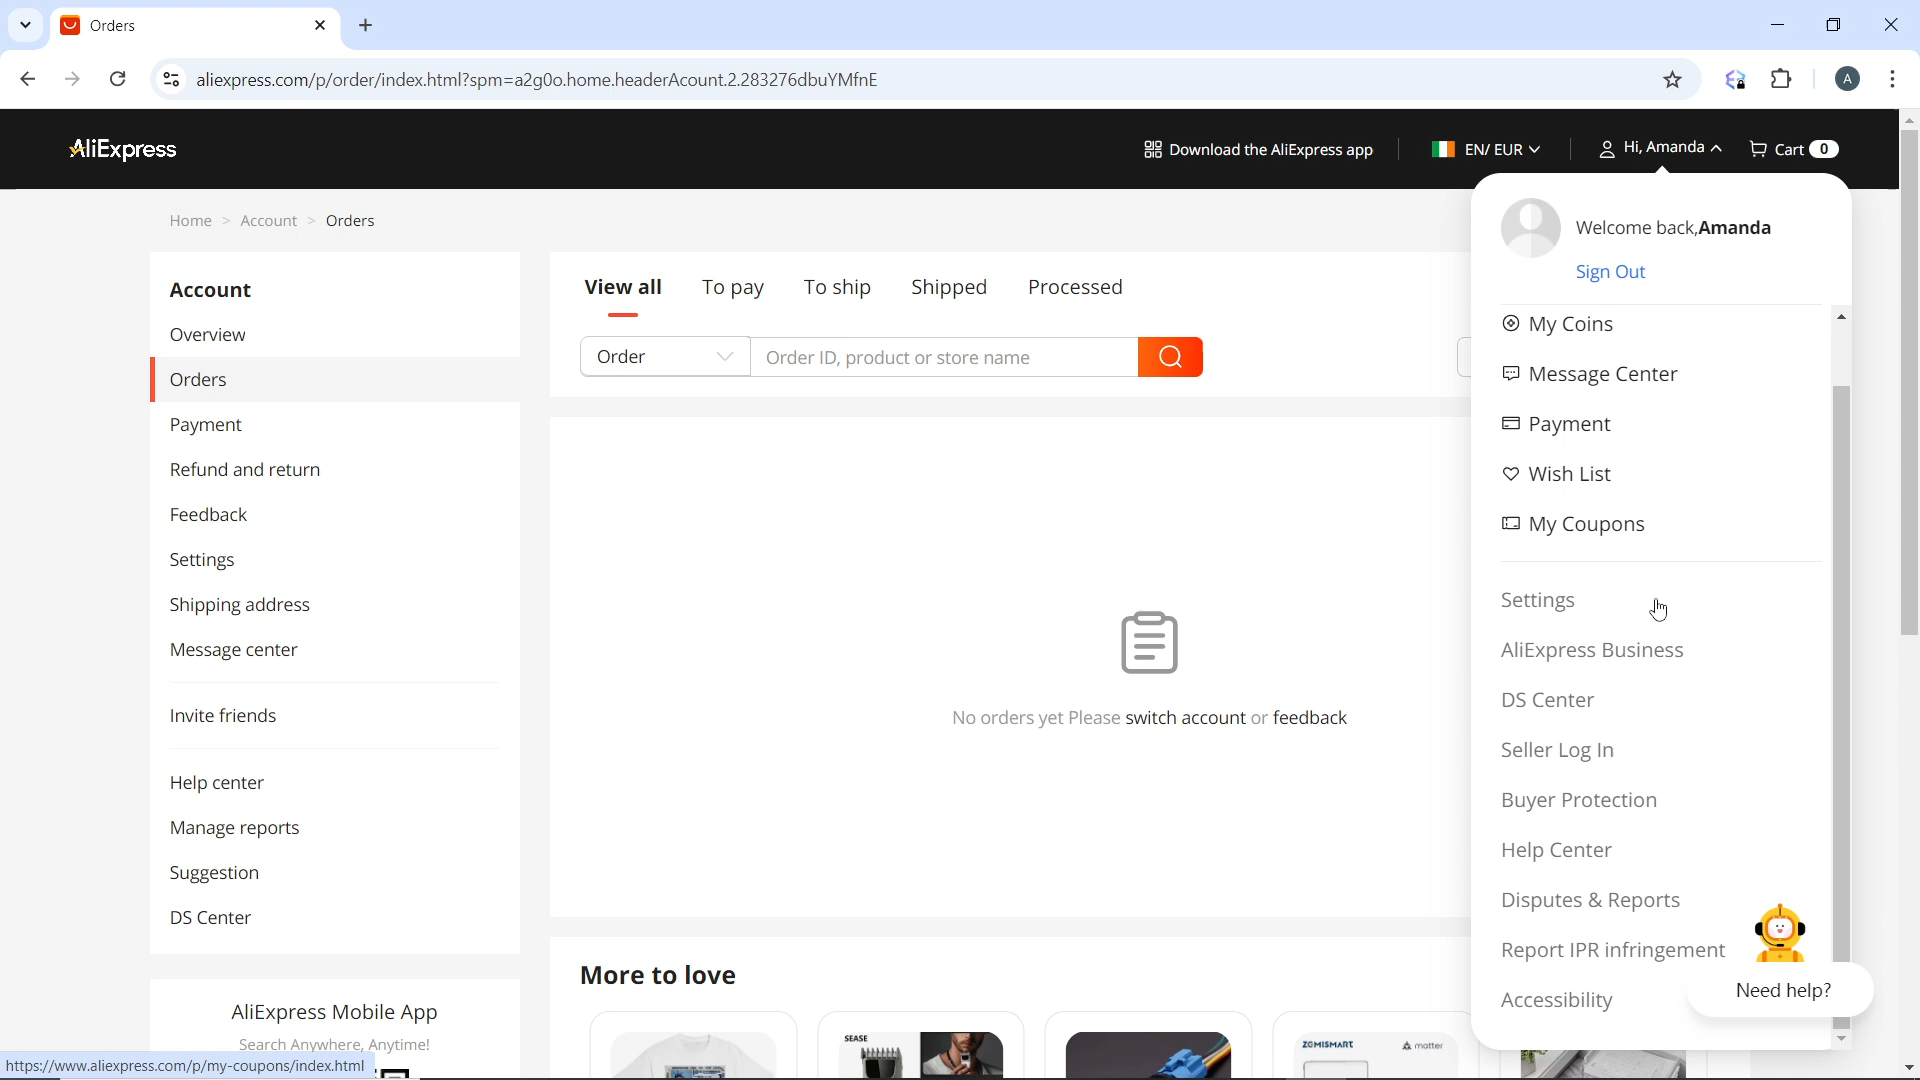 Orders
aliexpress.com/p/order/index.html?spm=a2g0o.home.headerAcount.2.283276dbuYMfnE
A
AliExpress
Download the AliExpress app
EN/ EUR
Hi, Amanda
Cart 0
Home > Account > Orders
Welcome back,Amanda
Sign Out
Account
Overview
Orders
Payment
Refund and return
Feedback
Settings
Shipping address
Message center
Invite friends
Help center
Manage reports
Suggestion
DS Center
AliExpress Mobile App
Search Anywhere, Anytime!
View all To pay To ship Shipped Processed
Order Order ID, product or store name
No orders yet Please switch account or feedback
More to love
SEASE
ZEMISMART matter
My Coins
Message Center
Payment
Wish List
My Coupons
Settings
AliExpress Business
DS Center
Seller Log In
Buyer Protection
Help Center
Disputes & Reports
Report IPR infringement
Accessibility
Need help?
https://www.aliexpress.com/p/my-coupons/index.html